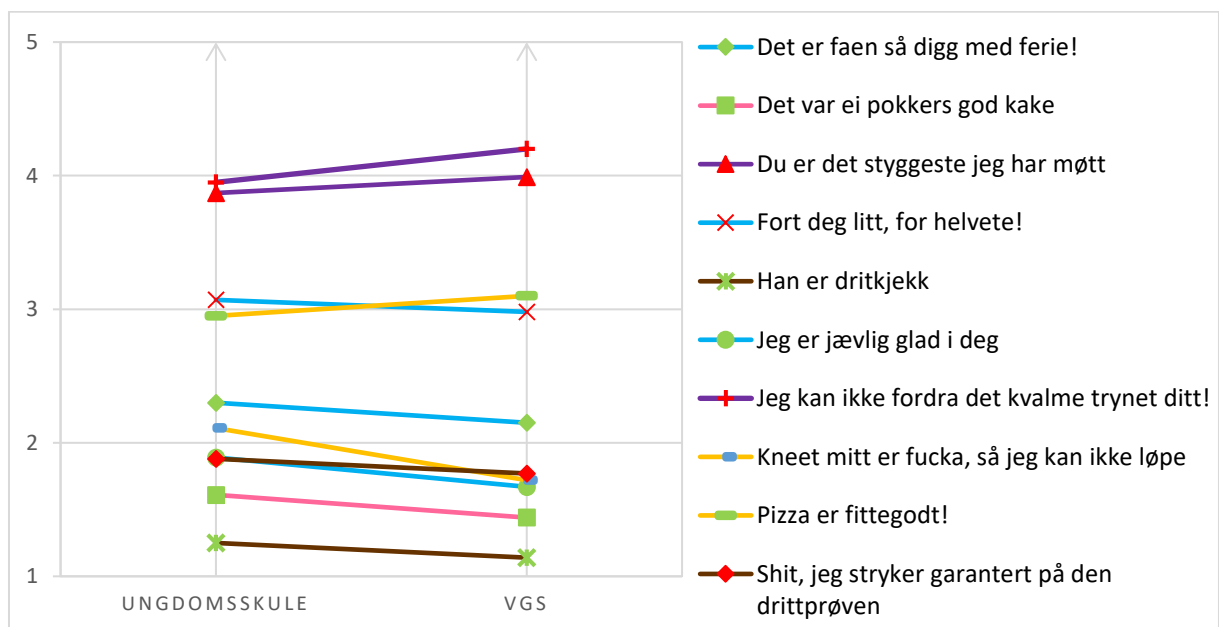 5
4
3
2
1
UNGDOMSSKULE
VGS
Det er faen så digg med ferie!
Det var ei pokkers god kake
Du er det styggeste jeg har møtt
Fort deg litt, for helvete!
Han er dritkjekk
Jeg er jævlig glad i deg
Jeg kan ikke fordra det kvalme trynet ditt!
Kneet mitt er fucka, så jeg kan ikke løpe
Pizza er fittegodt!
Shit, jeg stryker garantert på den
drittprøven